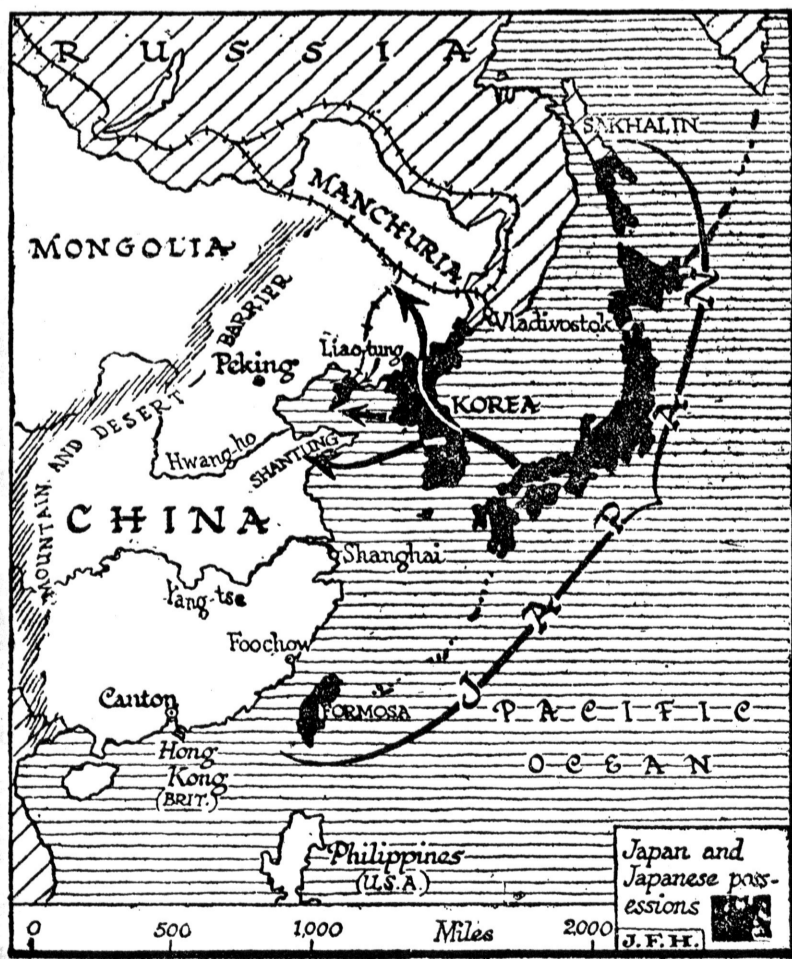 RUSSIA
SAKHALIN
MANCHURIA
MONGOLIA
MOUNTAIN AND DESERT BARRIER
Vladivostok
Liao-tung
Peking
KOREA
Hwang-ho
SHANTUNG
CHINA
Shanghai
Yang-tse
Foochow
JAPAN
Canton
FORMOSA
PACIFIC
OCEAN
Hong
Kong
(BRIT.)
Philippines
(U.S.A.)
Japan and
Japanese poss-
essions
J.F.H.
0 500 1,000 Miles 2,000